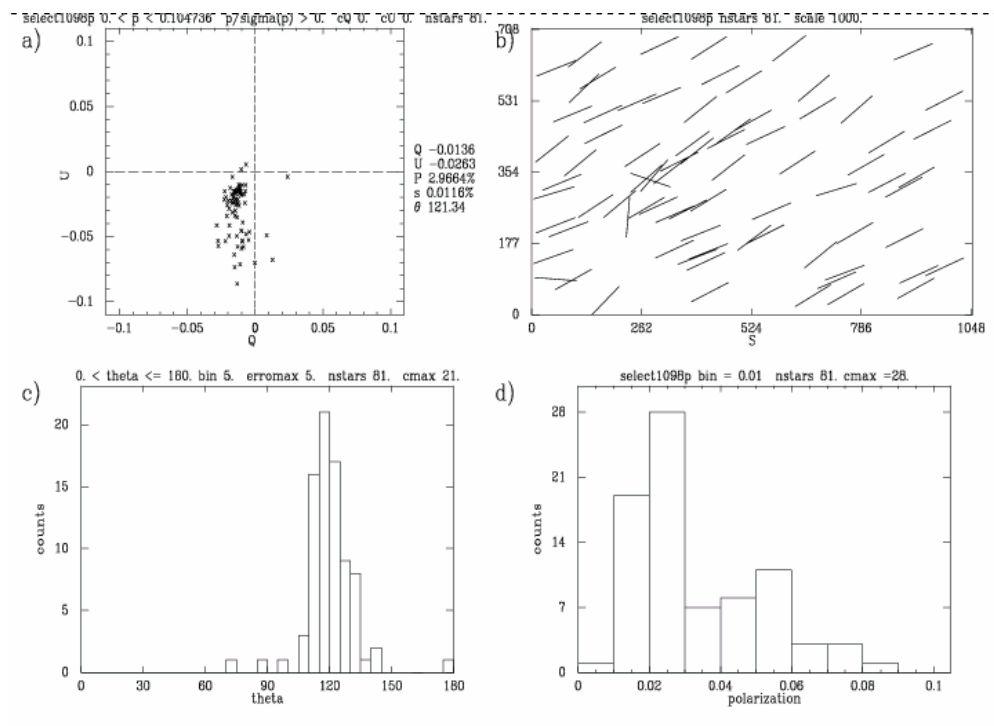 select1098p 0. < p < 0.104736 p/sigma(p) > 0. cQ 0. cU 0. nstars 81.
a)
0.1
0.05
0
−0.05
−0.1
U
−0.1
−0.05
0
0.05
0.1
Q
Q −0.0136
U −0.0263
P 2.9664%
s 0.0116%
θ 121.34
select1098p nstars 81. scale 1000.
b)
708
531
354
177
0
0
282
524
786
1048
S
0. < theta <= 180. bin 5. erromax 5. nstars 81. cmax 21.
c)
20
15
10
5
0
counts
0
30
60
90
120
150
180
theta
select1098p bin = 0.01 nstars 81. cmax =28.
d)
28
21
14
7
0
counts
0
0.02
0.04
0.06
0.08
0.1
polarization